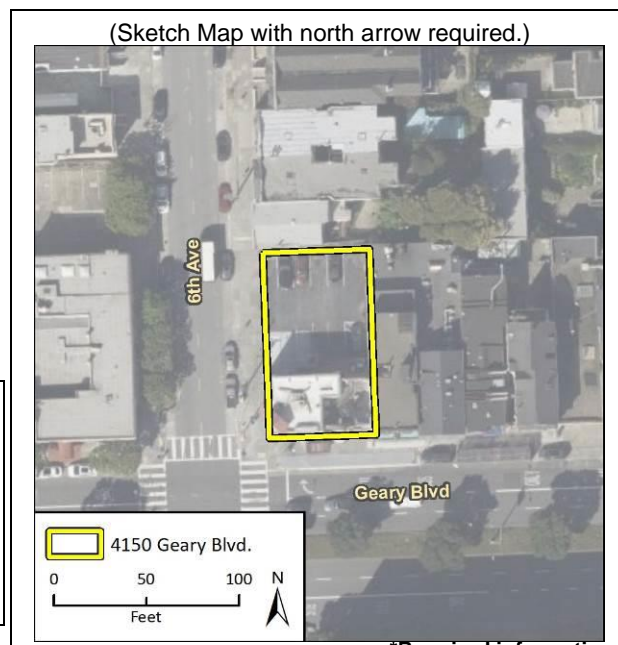 (Sketch Map with north arrow required.)
6th Ave
Geary Blvd
4150 Geary Blvd.
0 50 100 N
Feet